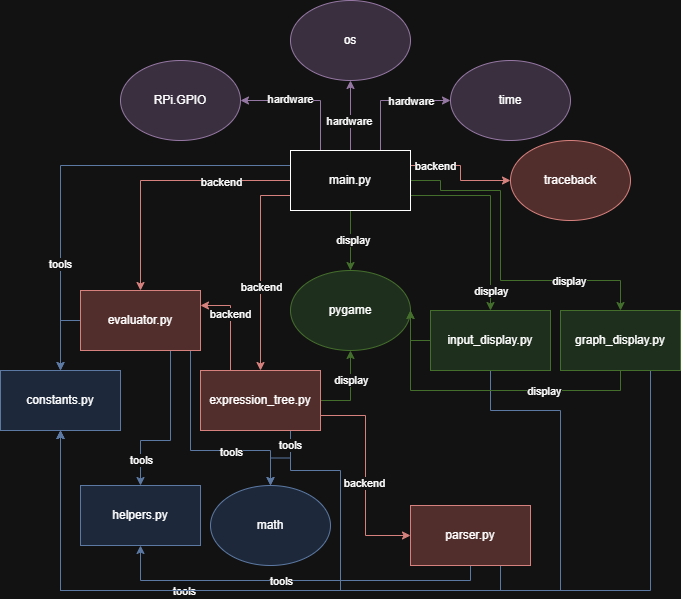 os
RPi.GPIO
hardware
hardware
time
hardware
main.py
backend
traceback
backend
display
tools
backend
display
display
pygame
backend
evaluator.py
input_display.py
graph_display.py
display
display
constants.py
expression_tree.py
tools
tools
tools
backend
helpers.py
math
parser.py
tools
tools